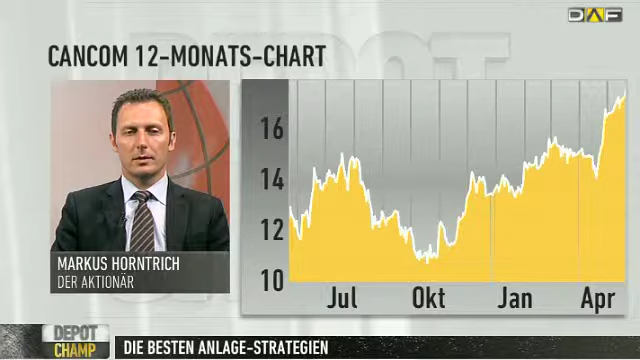 DAF
CANCOM 12-MONATS-CHART
16
14
12
10
Jul
Okt
Jan
Apr
MARKUS HORNTRICH
DER AKTIONÄR
DEPOT
CHAMP
DIE BESTEN ANLAGE-STRATEGIEN